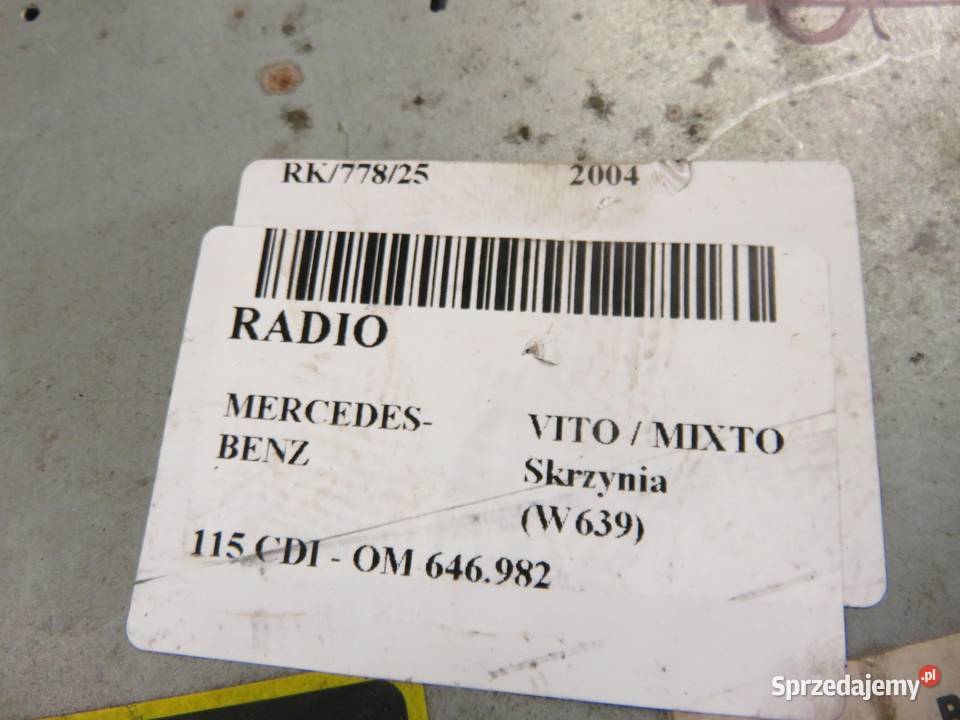 RK/778/25 2004
RADIO
MERCEDES- VITO / MIXTO
BENZ Skrzynia
(W639)
115 CDI - OM 646.982
Sprzedajemy.pl